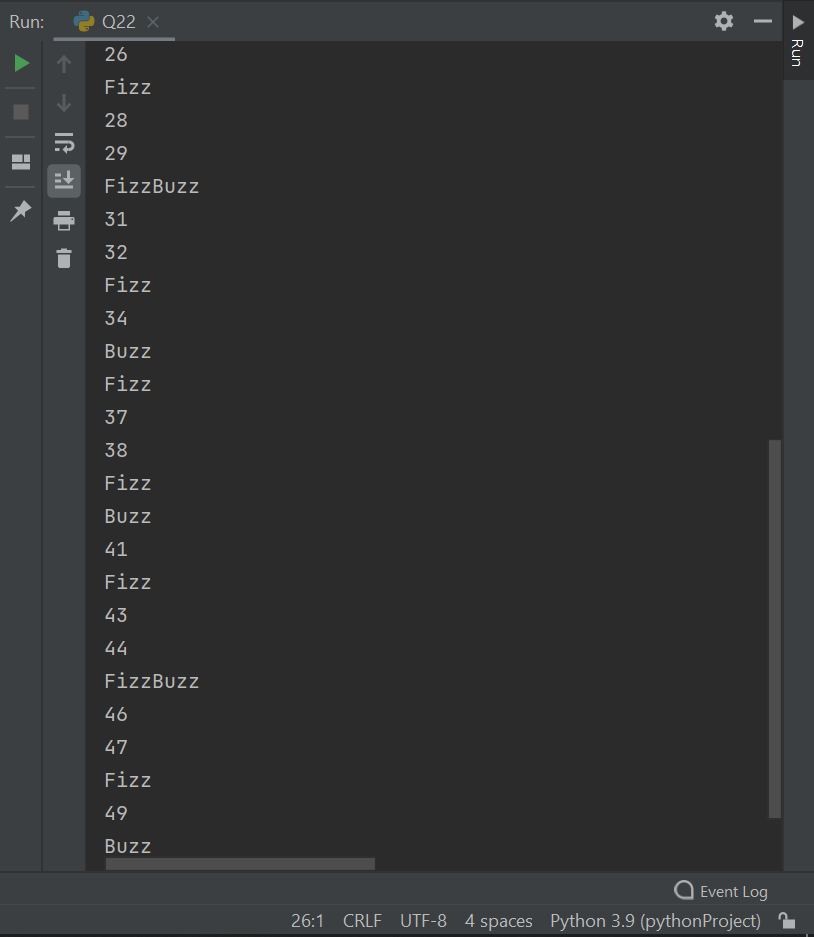 Run: Q22
Run
26
Fizz
28
29
FizzBuzz
31
32
Fizz
34
Buzz
Fizz
37
38
Fizz
Buzz
41
Fizz
43
44
FizzBuzz
46
47
Fizz
49
Buzz
Event Log
26:1 CRLF UTF-8 4 spaces Python 3.9 (pythonProject)